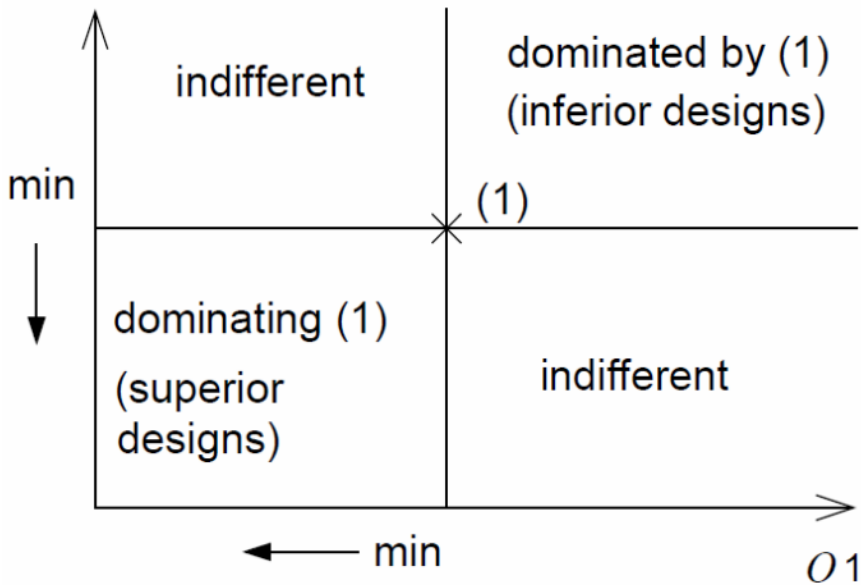 indifferent
dominated by (1)
(inferior designs)
min
(1)
dominating (1)
(superior
designs)
indifferent
min
O1